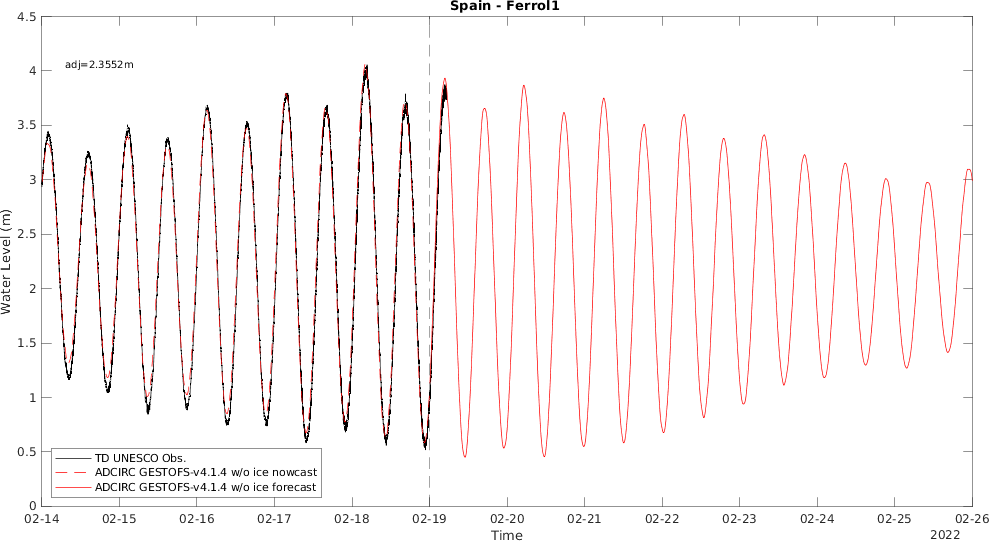 Spain - Ferrol1
adj=2.3552m
4.5
4
3.5
3
2.5
2
1.5
1
0.5
0
Water Level (m)
TD UNESCO Obs.
ADCIRC GESTOFS-v4.1.4 w/o ice nowcast
ADCIRC GESTOFS-v4.1.4 w/o ice forecast
02-14 02-15 02-16 02-17 02-18 02-19 02-20 02-21 02-22 02-23 02-24 02-25 02-26
Time
2022